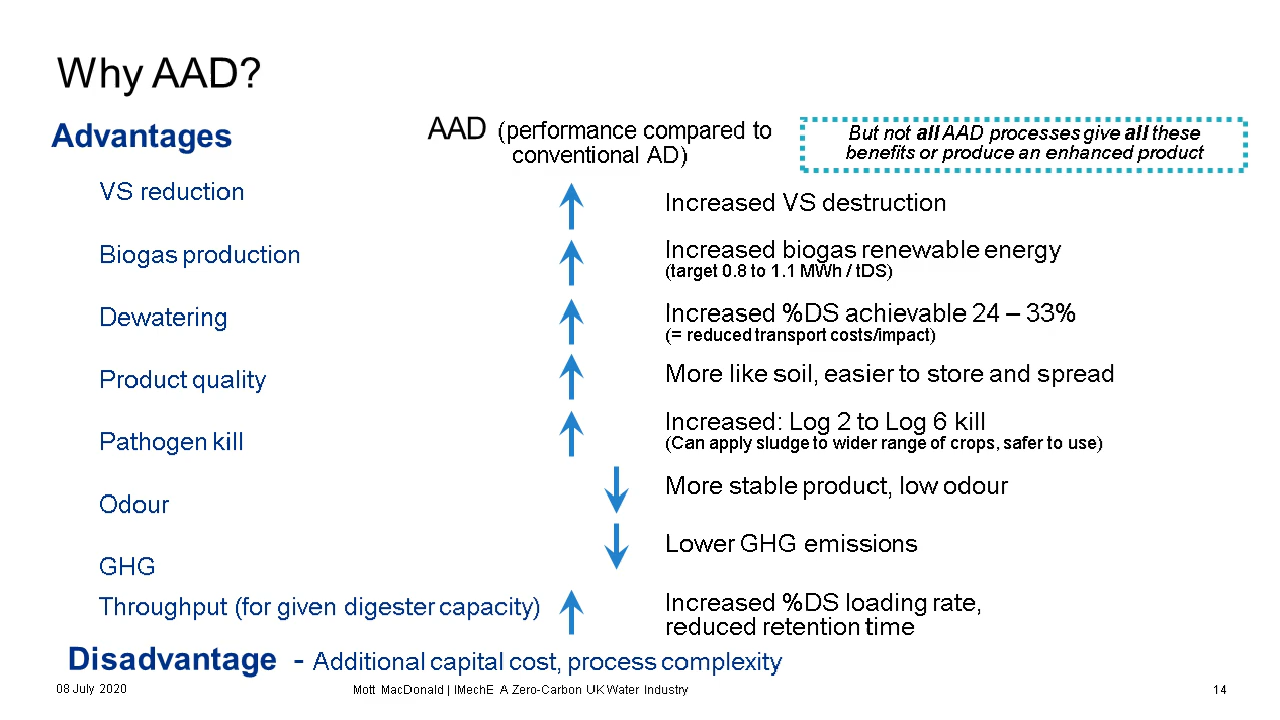 Why AAD?
Advantages
AAD (performance compared to
conventional AD)
But not all AAD processes give all these
benefits or produce an enhanced product
VS reduction
Increased VS destruction
Biogas production
Increased biogas renewable energy
(target 0.8 to 1.1 MWh / tDS)
Dewatering
Increased %DS achievable 24 – 33%
(= reduced transport costs/impact)
Product quality
More like soil, easier to store and spread
Pathogen kill
Increased: Log 2 to Log 6 kill
(Can apply sludge to wider range of crops, safer to use)
Odour
More stable product, low odour
GHG
Lower GHG emissions
Throughput (for given digester capacity)
Increased %DS loading rate,
reduced retention time
Disadvantage - Additional capital cost, process complexity
08 July 2020
Mott MacDonald | IMechE A Zero-Carbon UK Water Industry
14